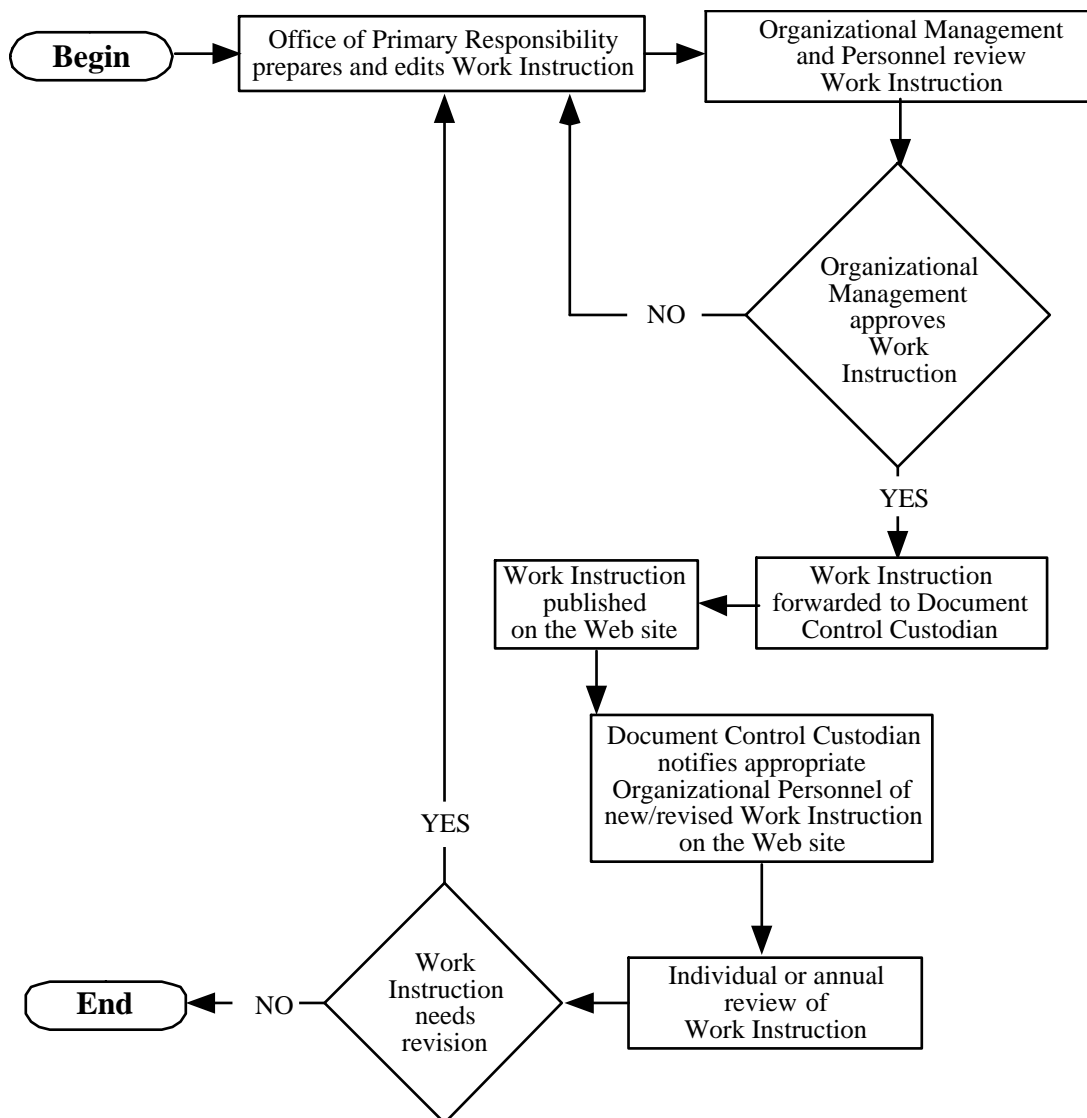 Begin
Office of Primary Responsibility
prepares and edits Work Instruction
Organizational Management
and Personnel review
Work Instruction
Organizational
Management
approves
Work
Instruction
NO
YES
Work Instruction
forwarded to Document
Control Custodian
Work Instruction
published
on the Web site
Document Control Custodian
notifies appropriate
Organizational Personnel of
new/revised Work Instruction
on the Web site
Individual or annual
review of
Work Instruction
Work
Instruction
needs
revision
YES
NO
End